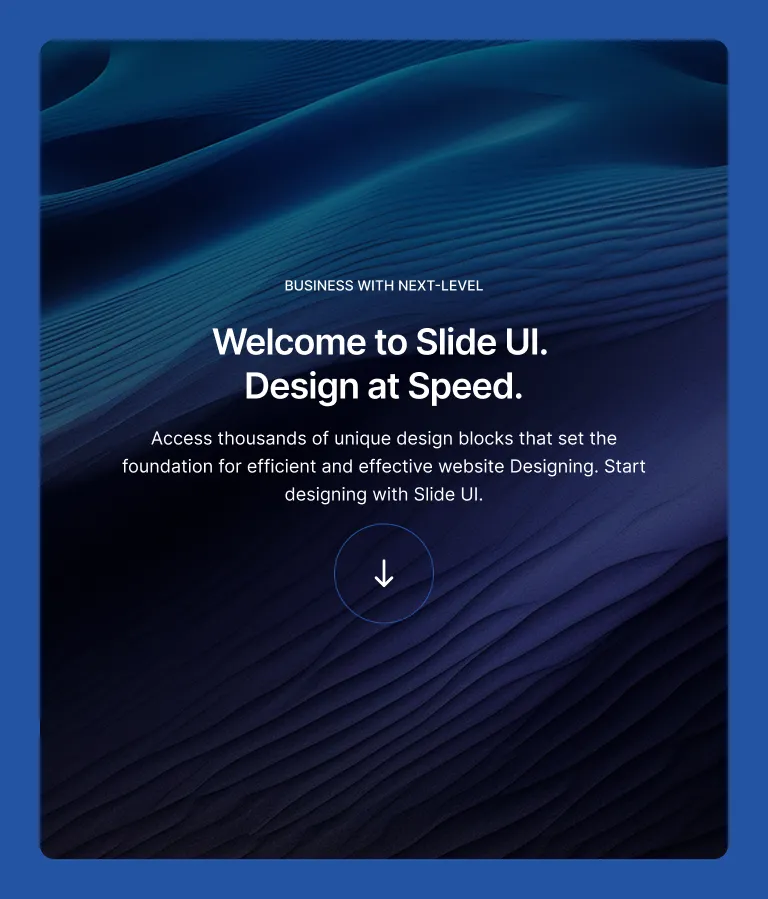 BUSINESS WITH NEXT-LEVEL
Welcome to Slide UI.
Design at Speed.
Access thousands of unique design blocks that set the
foundation for efficient and effective website Designing. Start
designing with Slide UI.